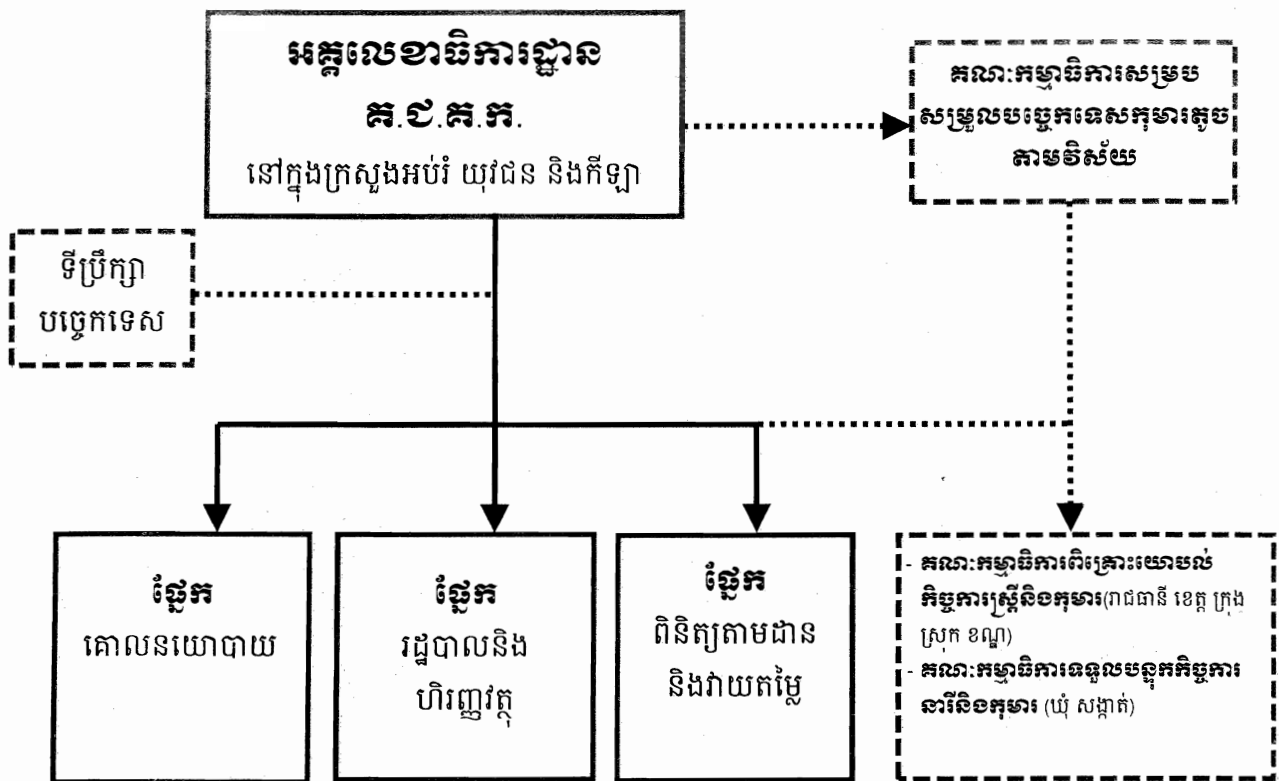 អគ្គលេខាធិការដ្ឋាន
គ.ជ.គ.ក.
នៅក្នុងក្រសួងអប់រំ យុវជន និងកីឡា
គណៈកម្មាធិការសម្រប
សម្រួលបច្ចេកទេសកុមារតូច
តាមវិស័យ
ទីប្រឹក្សា
បច្ចេកទេស
ផ្នែក
គោលនយោបាយ
ផ្នែក
រដ្ឋបាលនិង
ហិរញ្ញវត្ថុ
ផ្នែក
ពិនិត្យតាមដាន
និងវាយតម្លៃ
- គណៈកម្មាធិការពិគ្រោះយោបល់
កិច្ចការស្ត្រីនិងកុមារ(រាជធានី ខេត្ត ក្រុង
ស្រុក ខណ្ឌ)
- គណៈកម្មាធិការទទួលបន្ទុកកិច្ចការ
នារីនិងកុមារ (ឃុំ សង្កាត់)